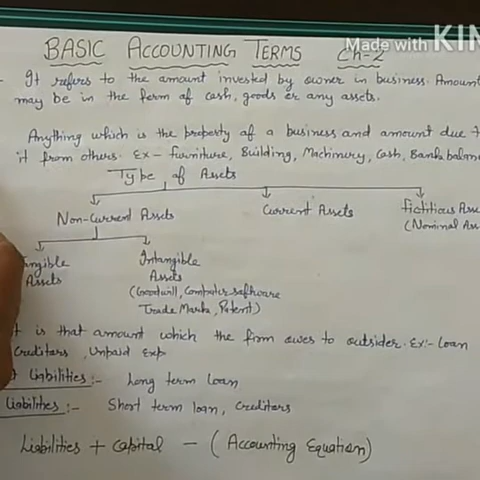 BASIC ACCOUNTING TERMS Ch-2
Made with KIN
It refers to the amount invested by owner in business. Amount
may be in the form of cash, goods or any assets.
Anything which is the property of a business and amount due t
it from others. Ex- furniture, Building, Machinery, Cash, Bank balan
Type of Assets
Non-Current Assets Current Assets fictitious Asse
(Nominal Ass
Tangible Intangible
Assets Assets
(Goodwill, Computer software
Trade Marks, Patent)
It is that amount which the firm owes to outsider. Ex:- loan
Creditors, Unpaid Exp
t Liabilities:- Long term loan
Liabilities:- Short term loan, Creditors
Liabilities + Capital - (Accounting Equation)